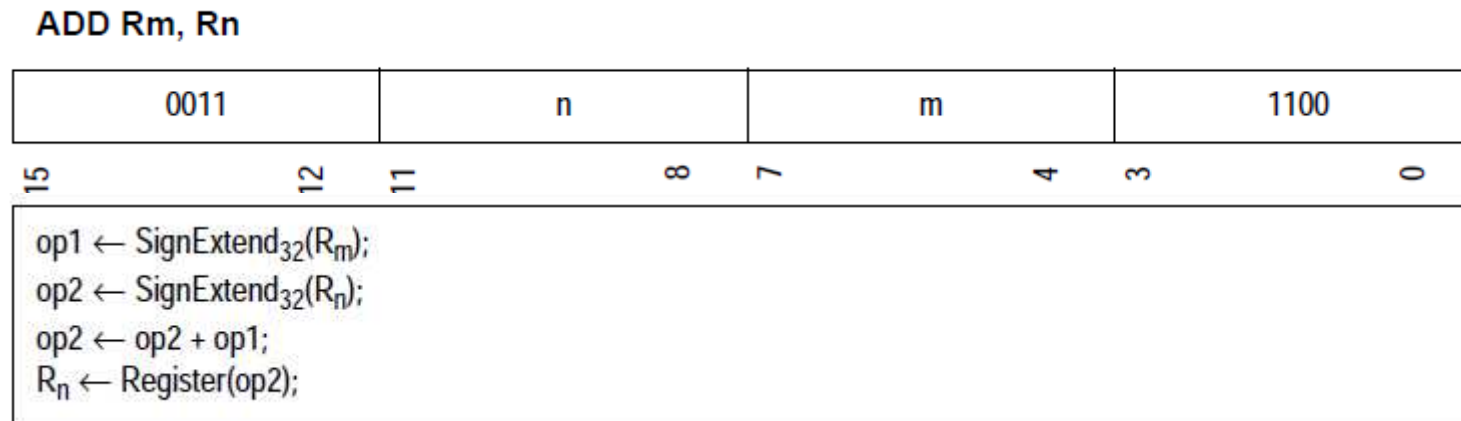 ADD Rm, Rn
0011 n m 1100
15 12 11 8 7 4 3 0
op1 ← SignExtend32(Rm);
op2 ← SignExtend32(Rn);
op2 ← op2 + op1;
Rn ← Register(op2);